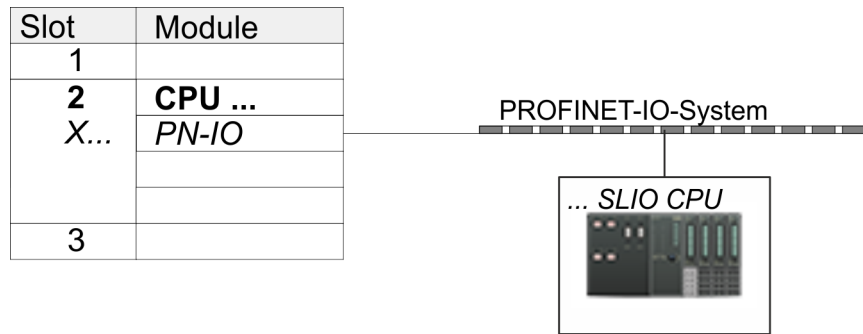 Slot Module
1
2 CPU ...
X... PN-IO
3
PROFINET-IO-System
... SLIO CPU